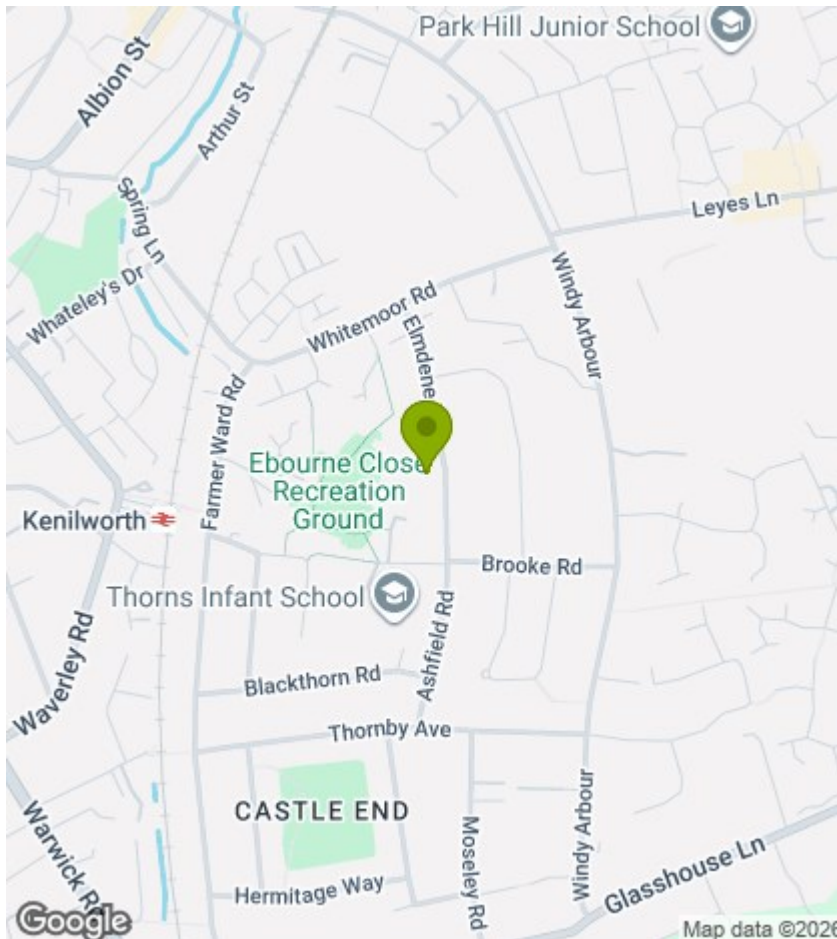 Park Hill Junior School
Albion St
Arthur St
Spring Ln
Leyes Ln
Whateley's Dr
Windy Arbour
Whitemoor Rd
Elmdene
Farmer Ward Rd
Ebourne Close
Recreation
Ground
Kenilworth
Brooke Rd
Thorns Infant School
Ashfield Rd
Waverley Rd
Blackthorn Rd
Thornby Ave
CASTLE END
Windy Arbour
Moseley Rd
Warwick Rd
Glasshouse Ln
Hermitage Way
Google
Map data ©2026